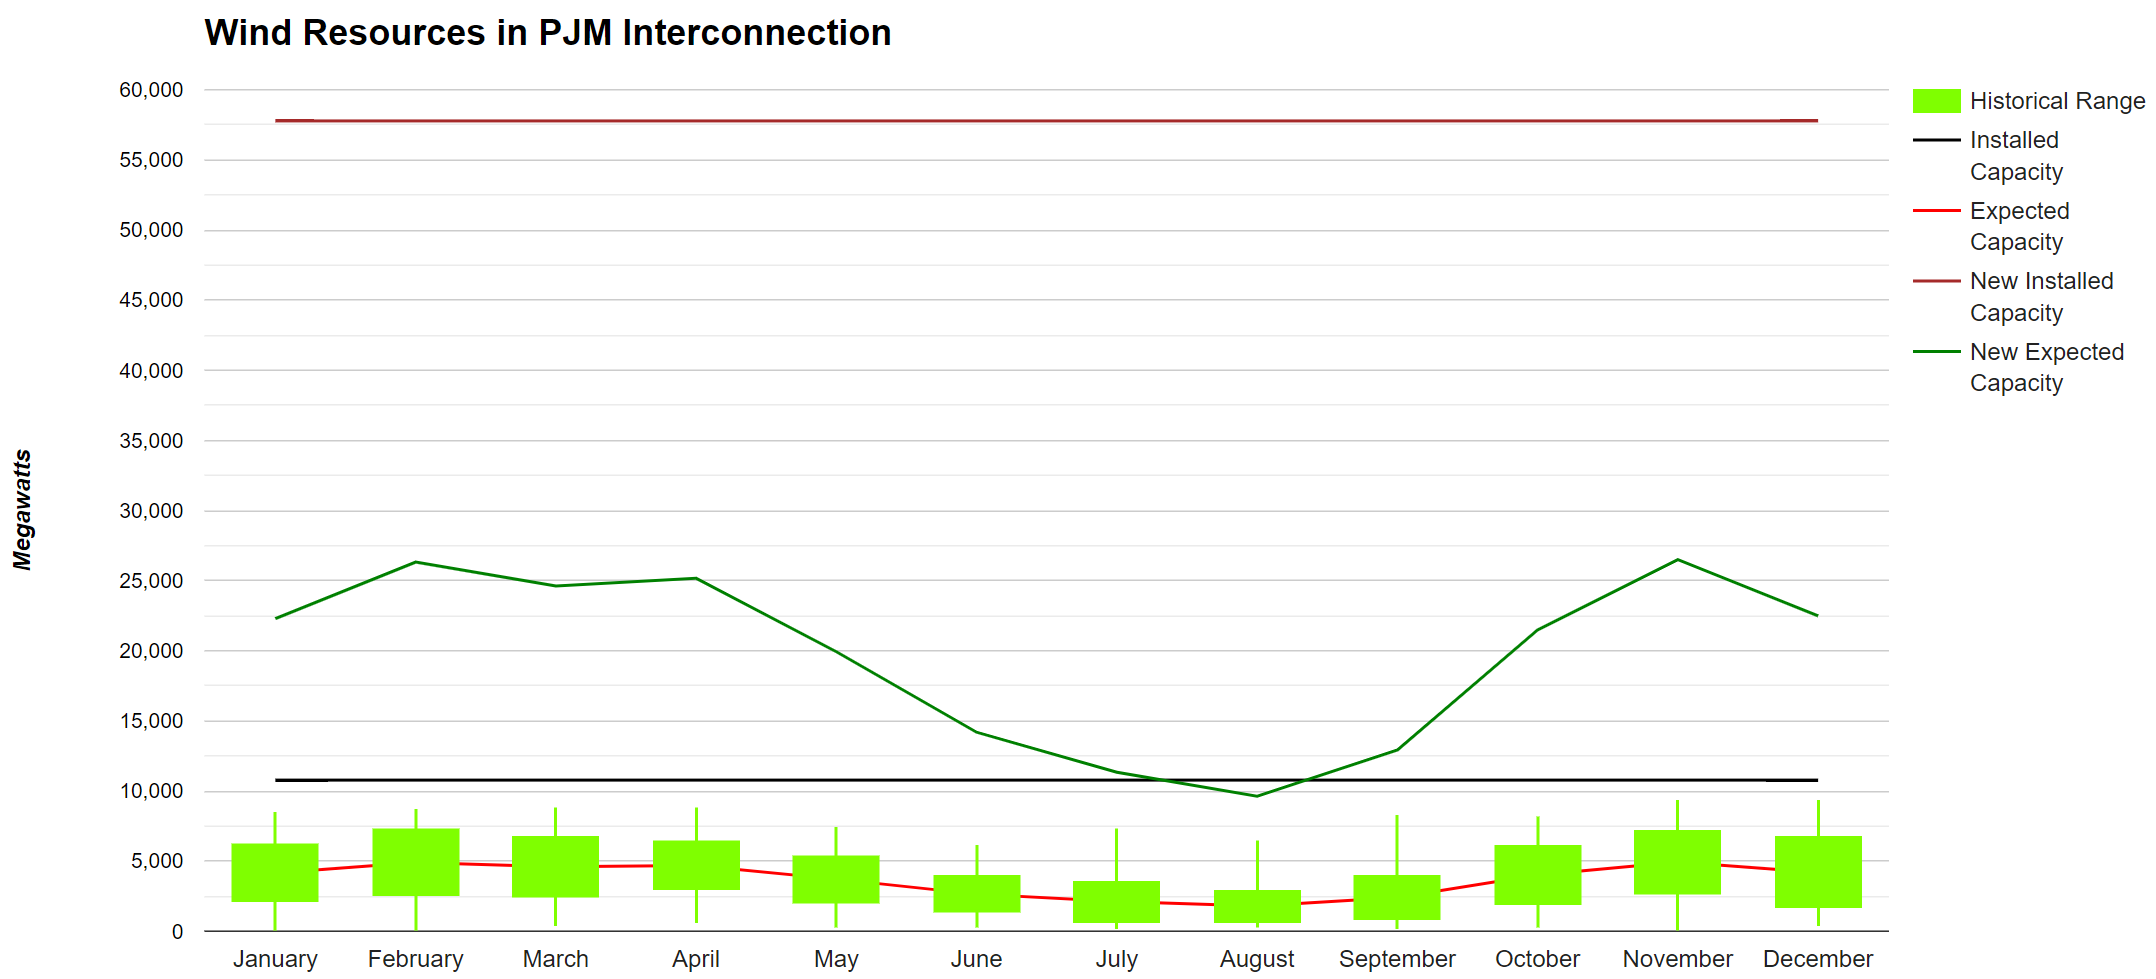 Wind Resources in PJM Interconnection
60,000
55,000
50,000
45,000
40,000
35,000
30,000
25,000
20,000
15,000
10,000
5,000
0
Megawatts
January February March April May June July August September October November December
Historical Range
Installed
Capacity
Expected
Capacity
New Installed
Capacity
New Expected
Capacity